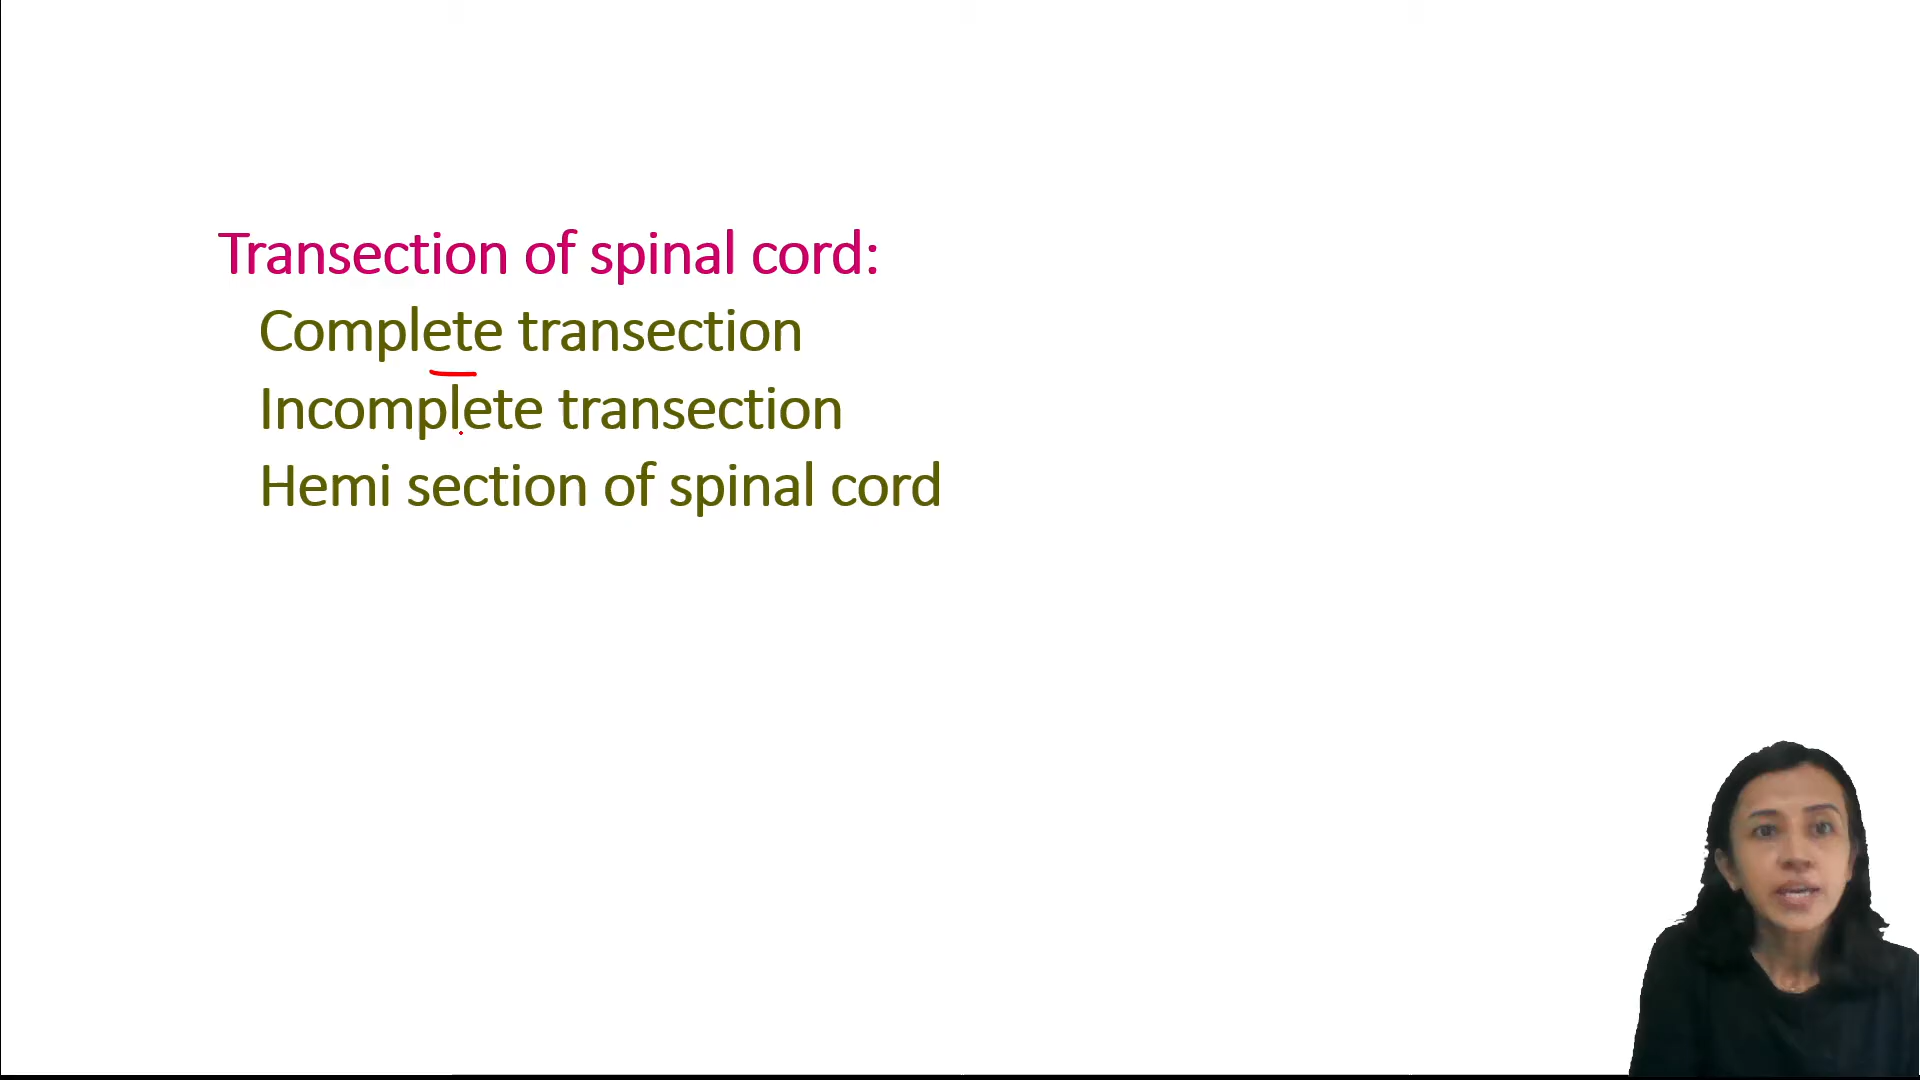 Transection of spinal cord:
Complete transection
Incomplete transection
Hemi section of spinal cord